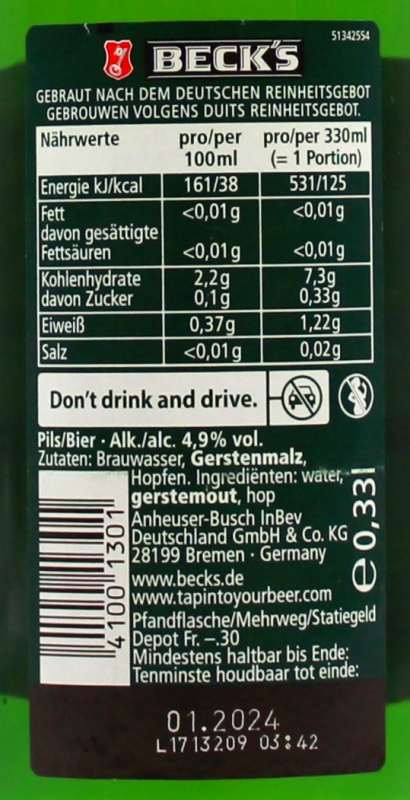 51342554
BECK'S
GEBRAUT NACH DEM DEUTSCHEN REINHEITSGEBOT
GEBROUWEN VOLGENS DUITS REINHEITSGEBOT.
Nährwerte pro/per 100ml pro/per 330ml (= 1 Portion)
Energie kJ/kcal 161/38 531/125
Fett <0,01g <0,01g
davon gesättigte
Fettsäuren <0,01g <0,01g
Kohlenhydrate 2,2g 7,3g
davon Zucker 0,1g 0,33g
Eiweiß 0,37g 1,22g
Salz <0,01g 0,02g
Don't drink and drive.
Pils/Bier · Alk./alc. 4,9% vol.
Zutaten: Brauwasser, Gerstenmalz,
Hopfen. Ingrediënten: water,
gerstemout, hop
Anheuser-Busch InBev
Deutschland GmbH & Co. KG
28199 Bremen · Germany
www.becks.de
www.tapintoyourbeer.com
Pfandflasche/Mehrweg/Statiegeld
Depot Fr. –.30
Mindestens haltbar bis Ende:
Tenminste houdbaar tot einde:
4100 1301
e 0,33l
01.2024
L1713209 03:42